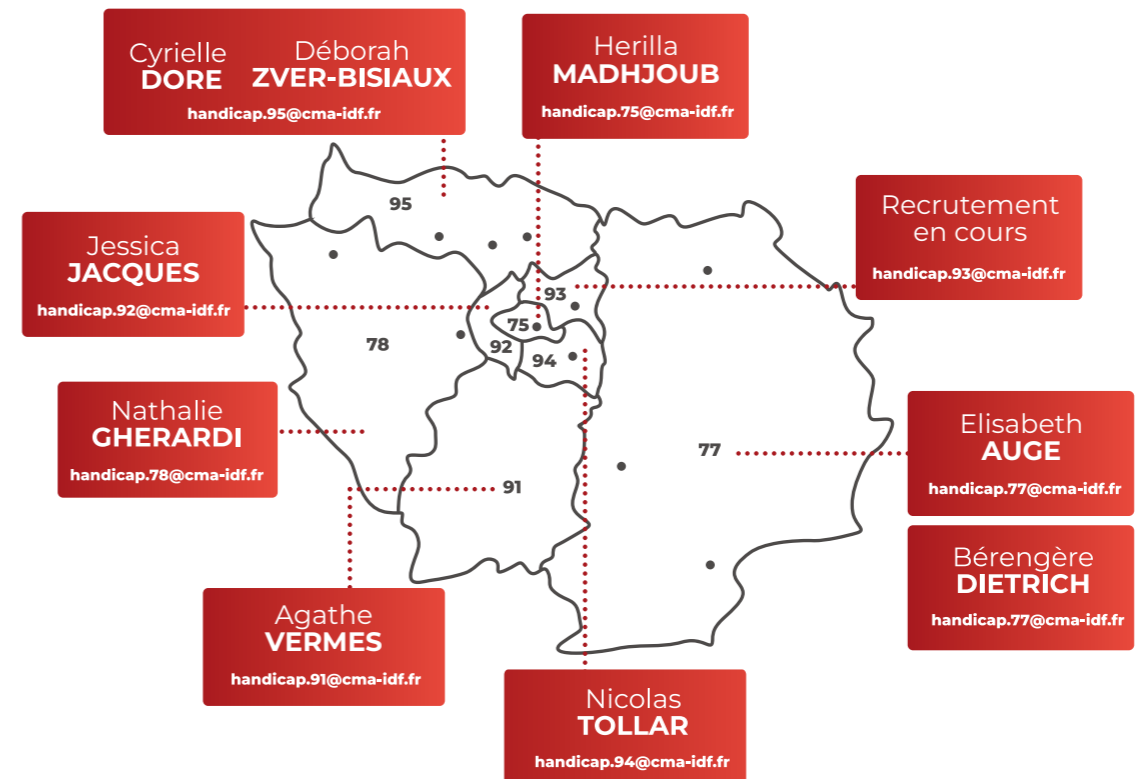 Cyrielle
DORE
Déborah
ZVER-BISIAUX
handicap.95@cma-idf.fr
Herilla
MADHJOUB
handicap.75@cma-idf.fr
Recrutement
en cours
handicap.93@cma-idf.fr
Jessica
JACQUES
handicap.92@cma-idf.fr
95
93
75
92
94
78
77
91
Nathalie
GHERARDI
handicap.78@cma-idf.fr
Elisabeth
AUGE
handicap.77@cma-idf.fr
Bérengère
DIETRICH
handicap.77@cma-idf.fr
Agathe
VERMES
handicap.91@cma-idf.fr
Nicolas
TOLLAR
handicap.94@cma-idf.fr